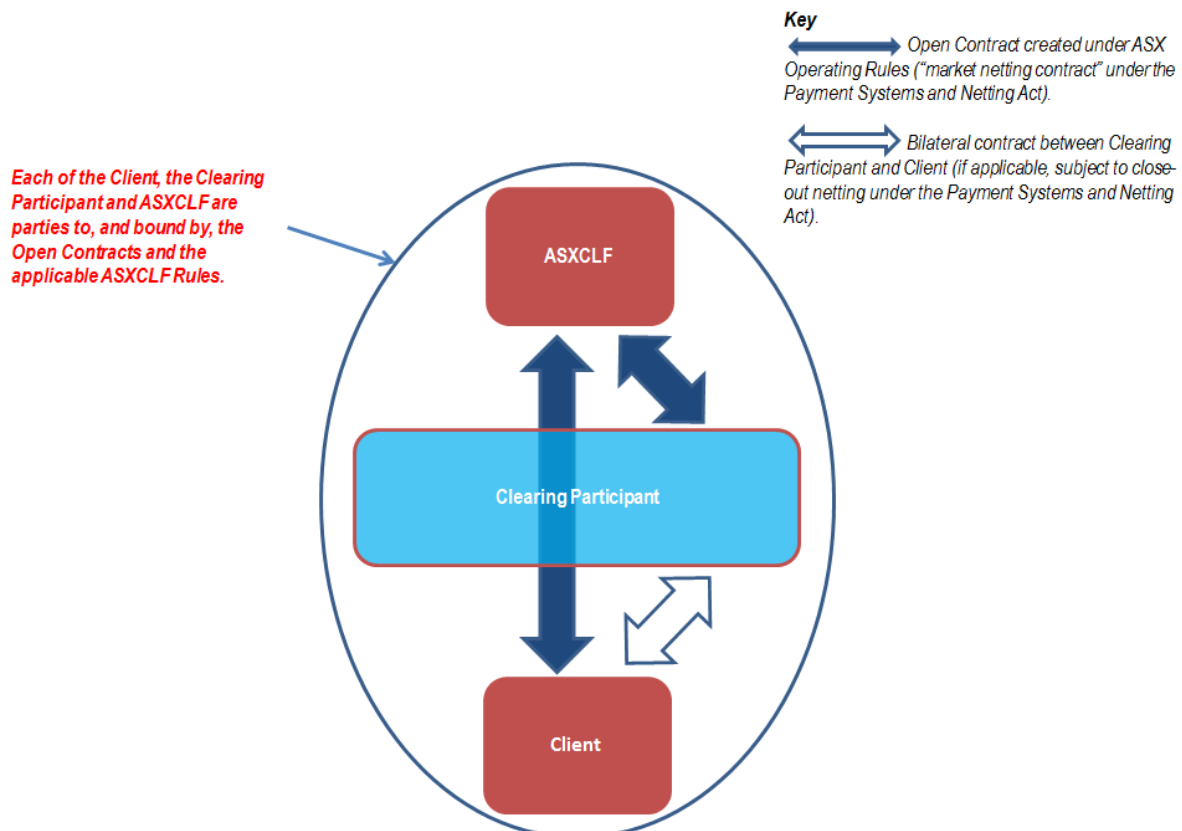 Key
Open Contract created under ASX
Operating Rules (“market netting contract” under the
Payment Systems and Netting Act).
Bilateral contract between Clearing
Participant and Client (if applicable, subject to close-
out netting under the Payment Systems and Netting
Act).
Each of the Client, the Clearing
Participant and ASXCLF are
parties to, and bound by, the
Open Contracts and the
applicable ASXCLF Rules.
ASXCLF
Clearing Participant
Client